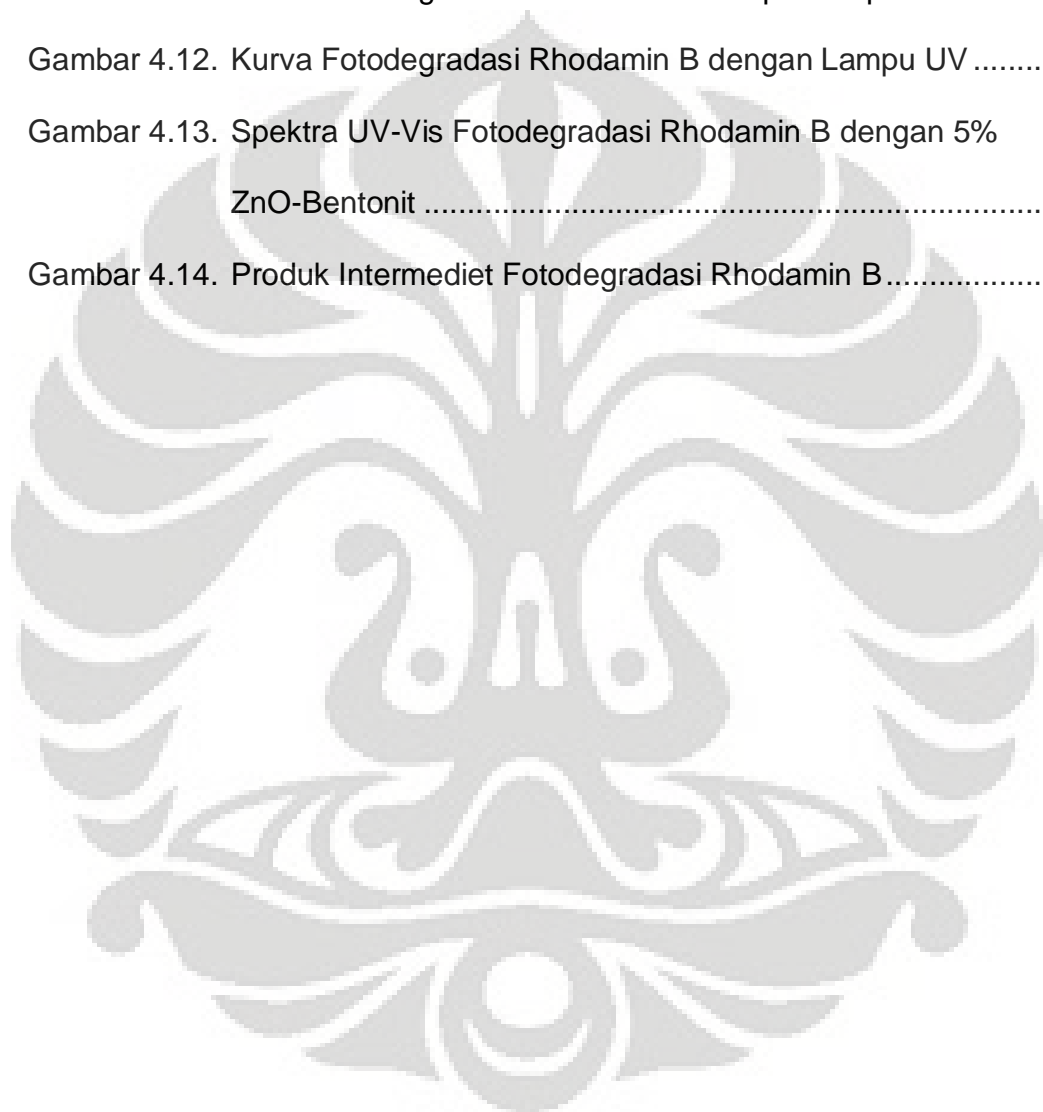 Gambar 4.12. Kurva Fotodegradasi Rhodamin B dengan Lampu UV ........
Gambar 4.13. Spektra UV-Vis Fotodegradasi Rhodamin B dengan 5%
ZnO-Bentonit .......................................................................
Gambar 4.14. Produk Intermediet Fotodegradasi Rhodamin B..................